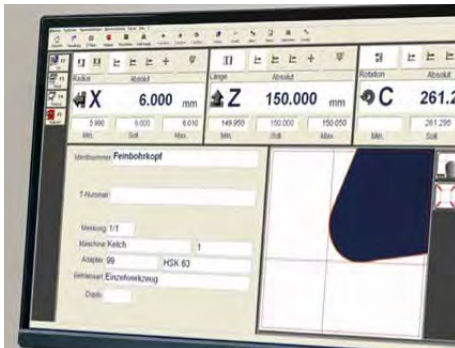 Radius Absolut Länge Absolut Rotation Absolut
X 6.000 mm Z 150.000 mm C 261.2
5.990 6.000 6.010 149.950 150.000 150.050 261.295
Min. Soll Max. Min. Soll Max. Min. Soll
Identnummer Feinbohrkopf
T-Nummer
Messung 1/1
Maschine Kelch 1
Adapter 99 HSK 63
Betriebsart Einzelwerkzeug
Duplo